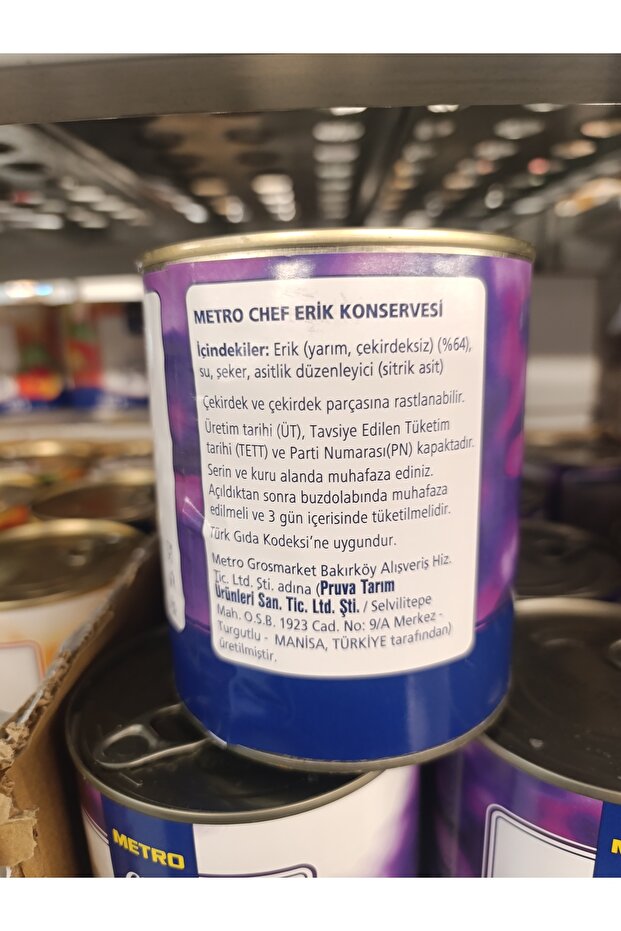 METRO CHEF ERİK KONSERVESİ
İçindekiler: Erik (yarım, çekirdeksiz) (%64),
su, şeker, asitlik düzenleyici (sitrik asit)
Çekirdek ve çekirdek parçasına rastlanabilir.
Üretim tarihi (ÜT), Tavsiye Edilen Tüketim
tarihi (TETT) ve Parti Numarası(PN) kapaktadır.
Serin ve kuru alanda muhafaza ediniz.
Açıldıktan sonra buzdolabında muhafaza
edilmeli ve 3 gün içerisinde tüketilmelidir.
Türk Gıda Kodeksi’ne uygundur.
Metro Grosmarket Bakırköy Alışveriş Hiz.
Tic. Ltd. Şti. adına (Pruva Tarım
Ürünleri San. Tic. Ltd. Şti. / Selvilitepe
Mah. O.S.B. 1923 Cad. No: 9/A Merkez -
Turgutlu - MANİSA, TÜRKİYE tarafından)
üretilmiştir.
METRO